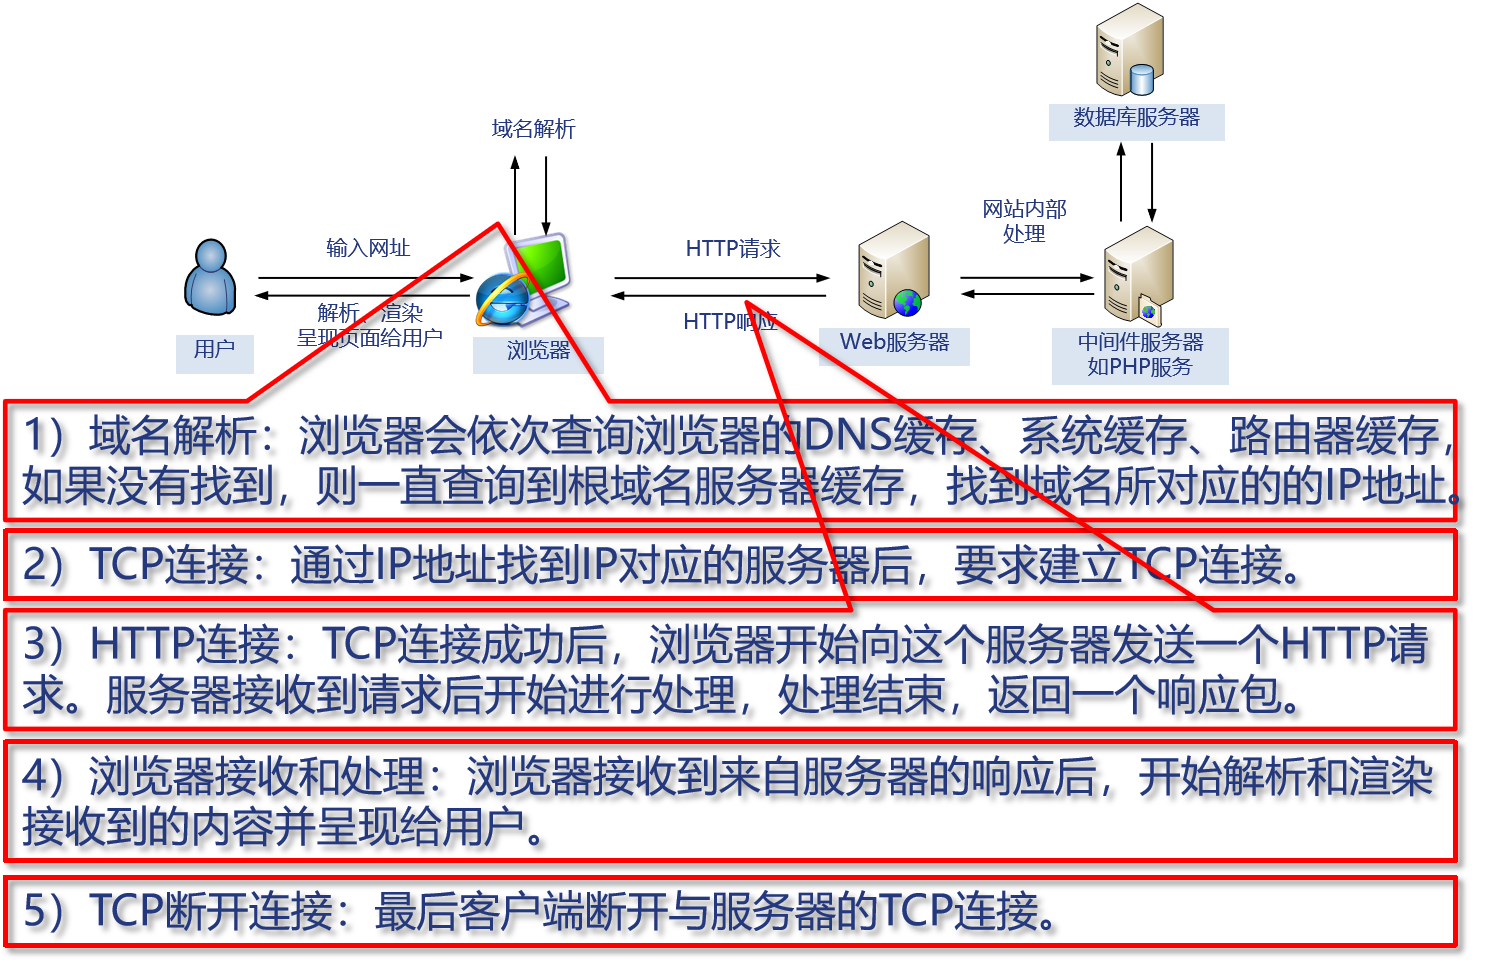 数据库服务器
域名解析
网站内部
处理
输入网址
HTTP请求
解析、渲染
呈现页面给用户
HTTP响应
用户
浏览器
Web服务器
中间件服务器
如PHP服务
1）域名解析：浏览器会依次查询浏览器的DNS缓存、系统缓存、路由器缓存，
如果没有找到，则一直查询到根域名服务器缓存，找到域名所对应的的IP地址。
2）TCP连接：通过IP地址找到IP对应的服务器后，要求建立TCP连接。
3）HTTP连接：TCP连接成功后，浏览器开始向这个服务器发送一个HTTP请
求。服务器接收到请求后开始进行处理，处理结束，返回一个响应包。
4）浏览器接收和处理：浏览器接收到来自服务器的响应后，开始解析和渲染
接收到的内容并呈现给用户。
5）TCP断开连接：最后客户端断开与服务器的TCP连接。